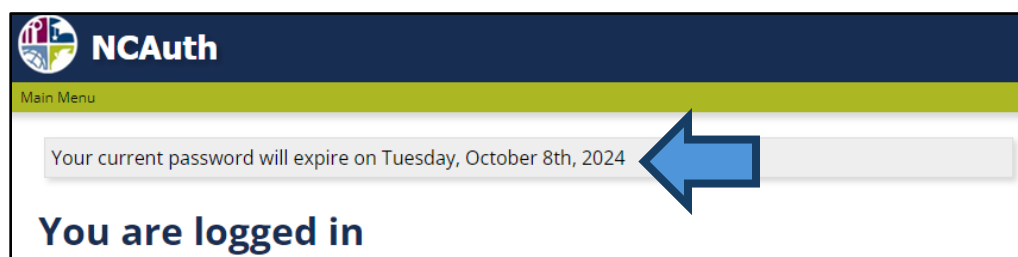 NCAuth
Main Menu
Your current password will expire on Tuesday, October 8th, 2024
You are logged in